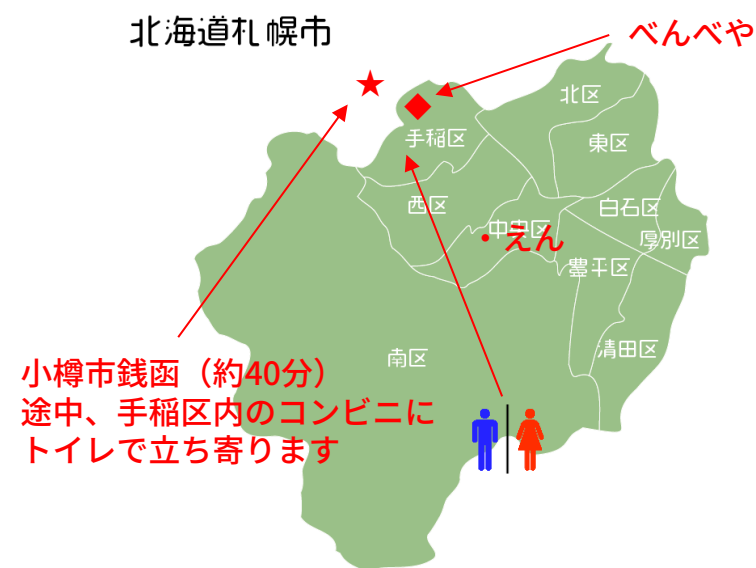 北海道札幌市
べんべや
北区
手稲区
東区
西区
白石区
中央区
えん
厚別区
豊平区
清田区
南区
小樽市銭函（約40分）
途中、手稲区内のコンビニに
トイレで立ち寄ります